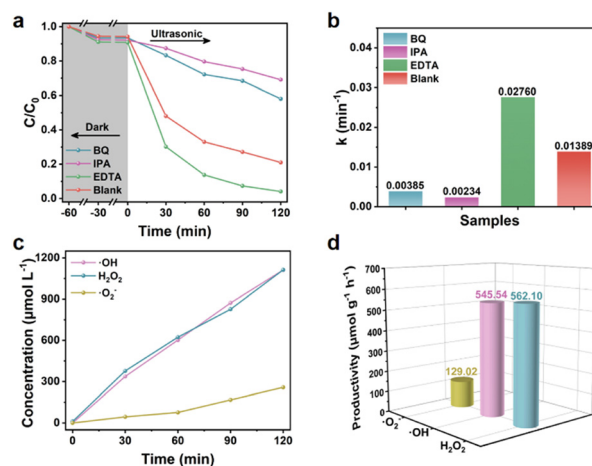 a
Ultrasonic
Dark
BQ
IPA
EDTA
Blank
C/C0
1.0
0.8
0.6
0.4
0.2
0.0
-60
-30
0
30
60
90
120
Time (min)
b
BQ
IPA
EDTA
Blank
k (min-1)
0.04
0.03
0.02
0.01
0.00
0.00385
0.00234
0.02760
0.01389
Samples
c
·OH
H2O2
·O2-
Concentration (μmol L-1)
1200
900
600
300
0
0
30
60
90
120
Time (min)
d
Productivity (μmol g-1 h-1)
700
600
500
400
300
200
100
0
129.02
545.54
562.10
·O2-
·OH
H2O2